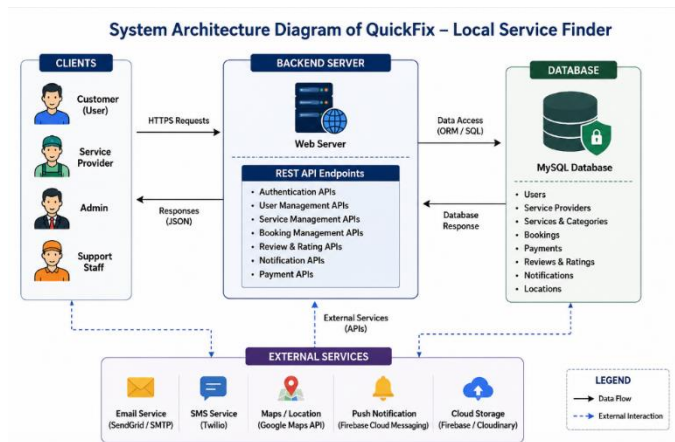 System Architecture Diagram of QuickFix – Local Service Finder
CLIENTS
Customer
(User)
Service
Provider
Admin
Support
Staff
HTTPS Requests
Responses
(JSON)
BACKEND SERVER
Web Server
REST API Endpoints
• Authentication APIs
• User Management APIs
• Service Management APIs
• Booking Management APIs
• Review & Rating APIs
• Notification APIs
• Payment APIs
Data Access
(ORM / SQL)
Database
Response
DATABASE
MySQL Database
• Users
• Service Providers
• Services & Categories
• Bookings
• Payments
• Reviews & Ratings
• Notifications
• Locations
External Services
(APIs)
EXTERNAL SERVICES
Email Service
(SendGrid / SMTP)
SMS Service
(Twilio)
Maps / Location
(Google Maps API)
Push Notification
(Firebase Cloud Messaging)
Cloud Storage
(Firebase / Cloudinary)
LEGEND
Data Flow
External Interaction